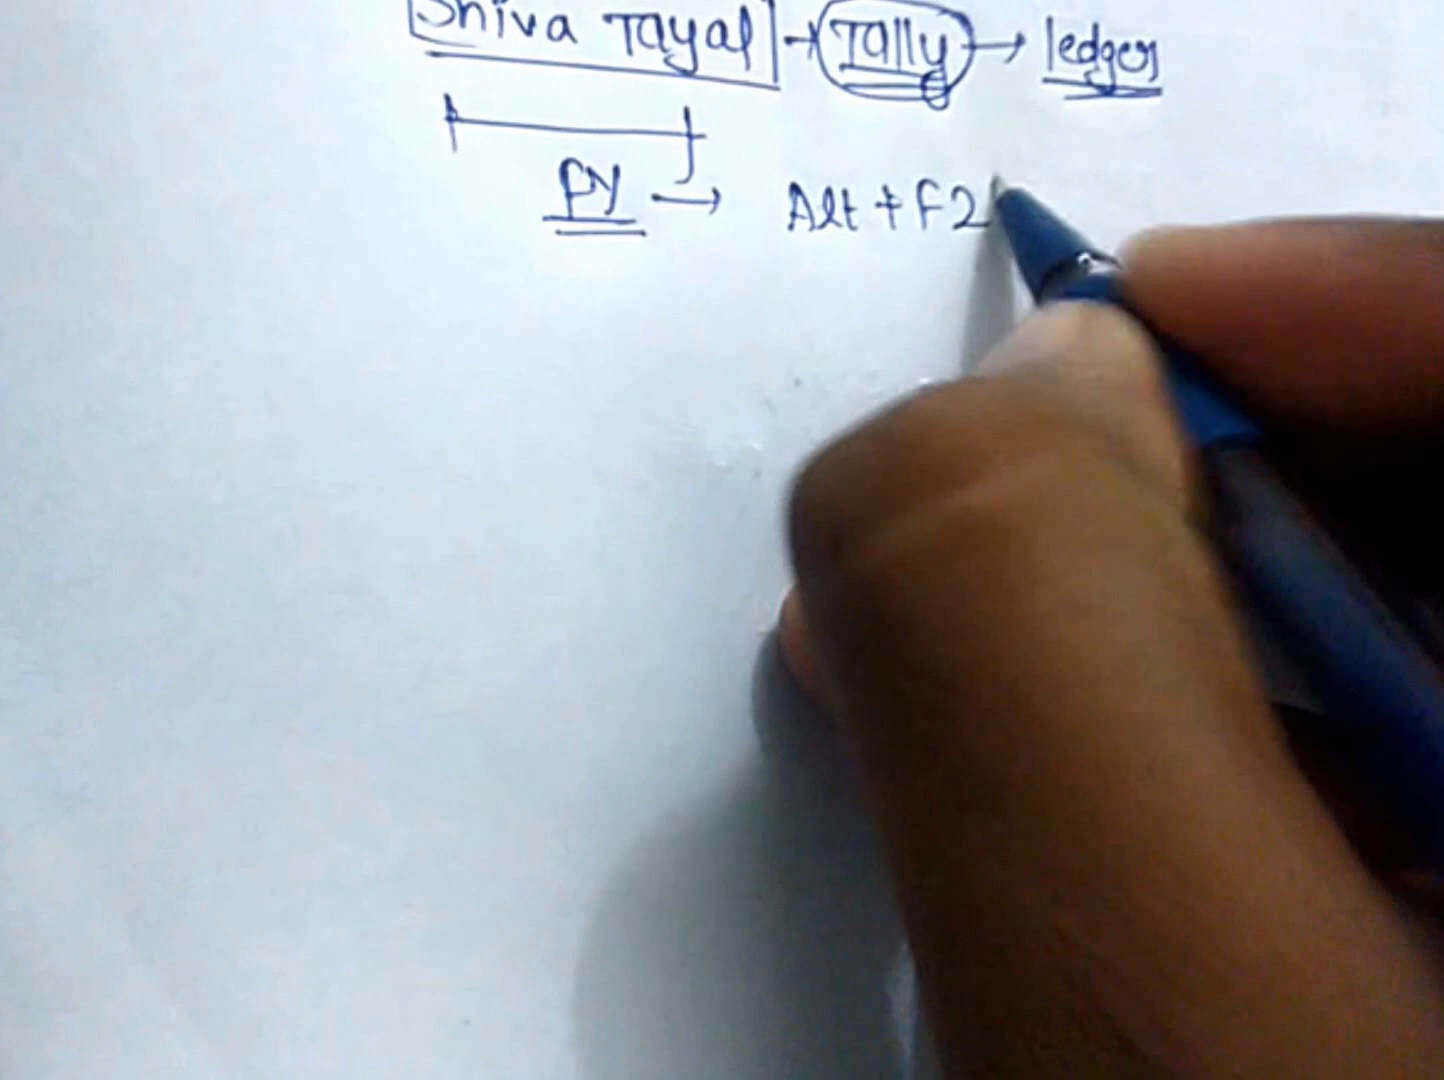 Shiva Tayal → Tally → ledger
FY → Alt + F2